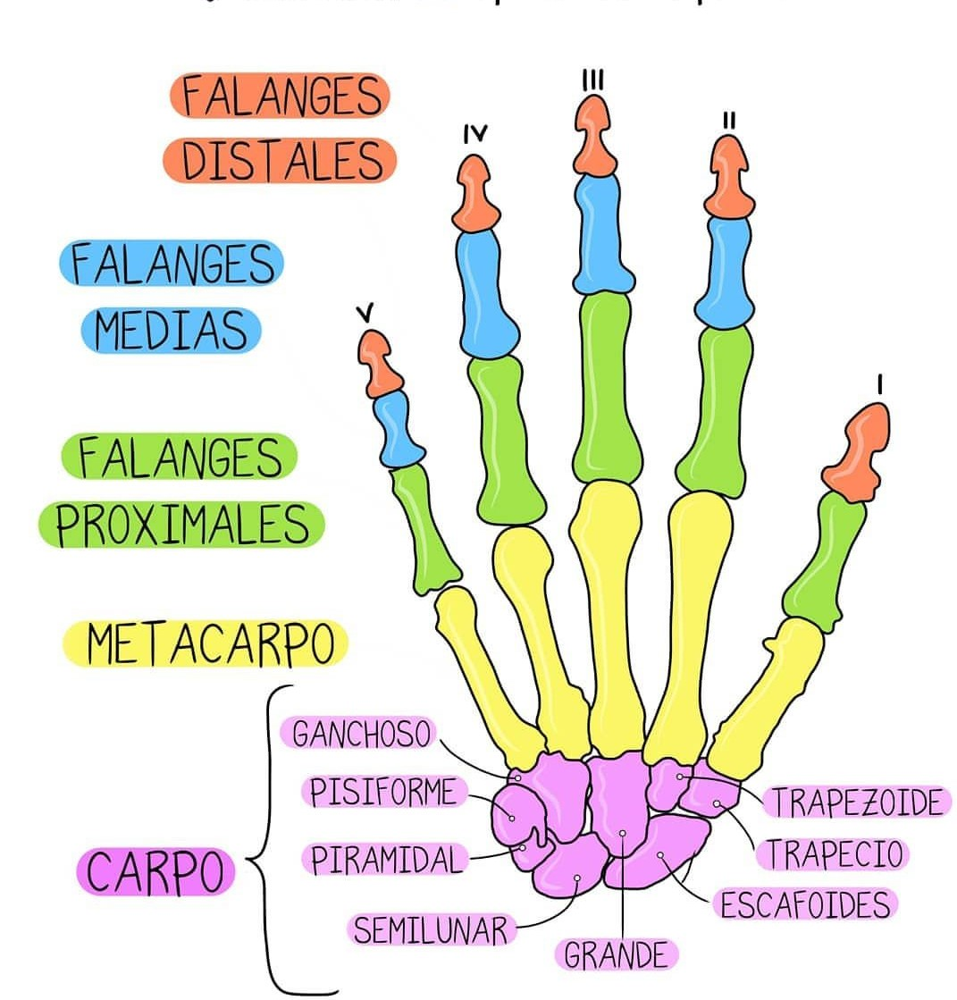 III
FALANGES
DISTALES
IV
II
FALANGES
MEDIAS
V
I
FALANGES
PROXIMALES
METACARPO
GANCHOSO
PISIFORME
TRAPEZOIDE
PIRAMIDAL
TRAPECIO
CARPO
ESCAFOIDES
SEMILUNAR
GRANDE